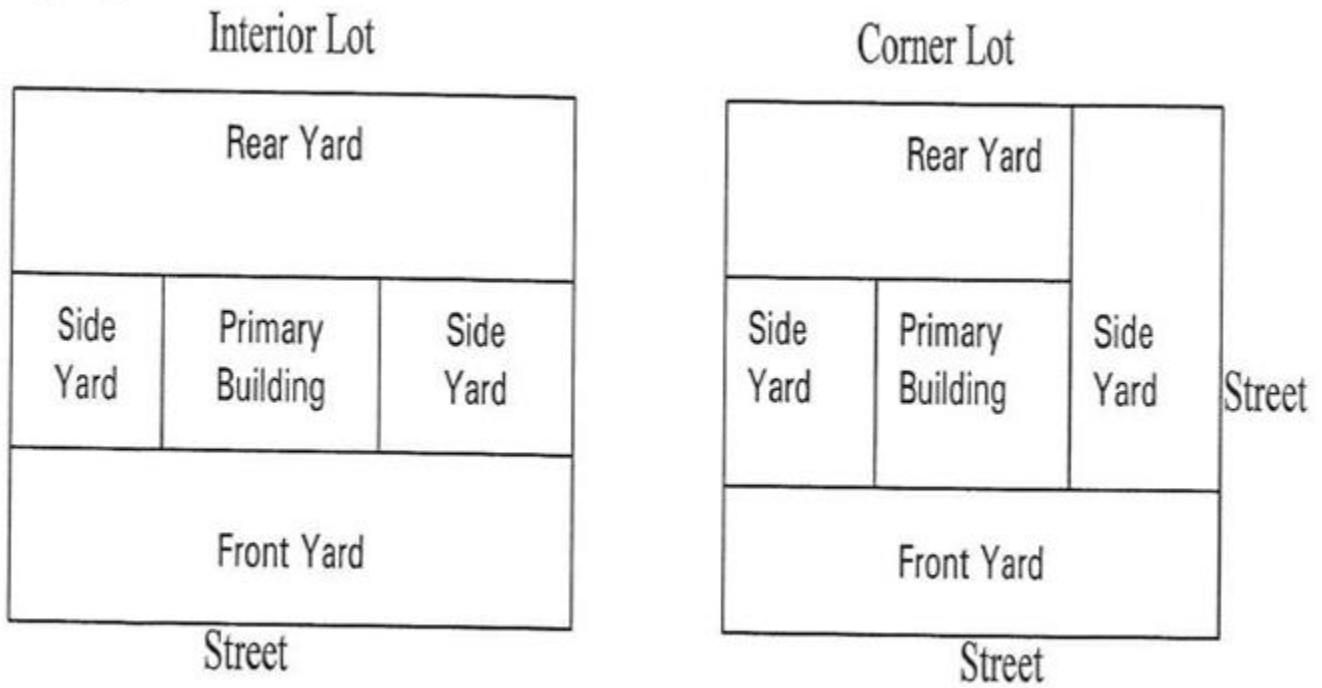 Interior Lot
Rear Yard
Side
Yard
Primary
Building
Side
Yard
Front Yard
Street
Corner Lot
Rear Yard
Side
Yard
Primary
Building
Side
Yard
Street
Front Yard
Street